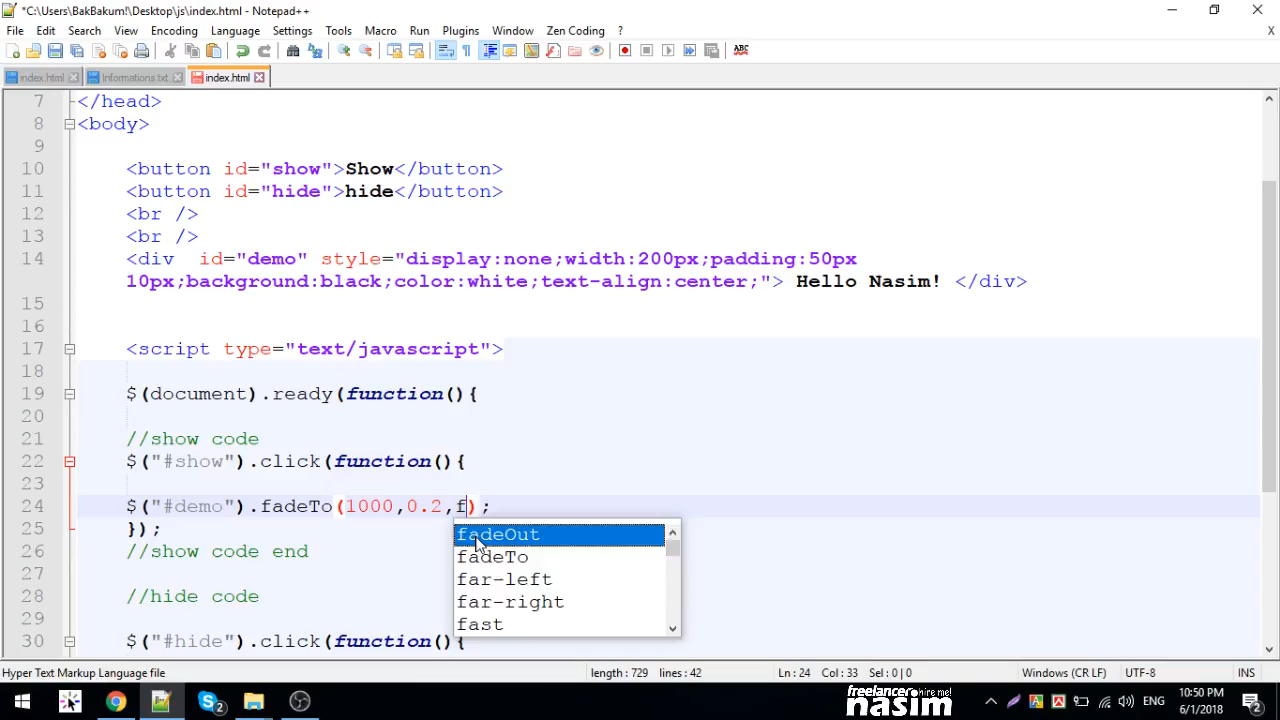 *C:\Users\BakBakum!\Desktop\js\index.html - Notepad++
File Edit Search View Encoding Language Settings Tools Macro Run Plugins Window Zen Coding ? X
ABC
index.html Informations.txt index.html
7 </head>
8 <body>
9
10 <button id="show">Show</button>
11 <button id="hide">hide</button>
12 <br />
13 <br />
14 <div  id="demo" style="display:none;width:200px;padding:50px
10px;background:black;color:white;text-align:center;"> Hello Nasim! </div>
15
16
17 <script type="text/javascript">
18
19 $(document).ready(function(){
20
21 //show code
22 $("#show").click(function(){
23
24 $("#demo").fadeTo(1000,0.2,f);
25 });
fadeOut
26 //show code end
fadeTo
27
far-left
28 //hide code
far-right
29
fast
30 $("#hide").click(function(){
Hyper Text Markup Language file length : 729 lines : 42 Ln : 24 Col : 33 Sel : 0 | 0 Windows (CR LF) UTF-8 INS
freelancer hire me!
nasim
2
ENG
10:50 PM
6/1/2018
2